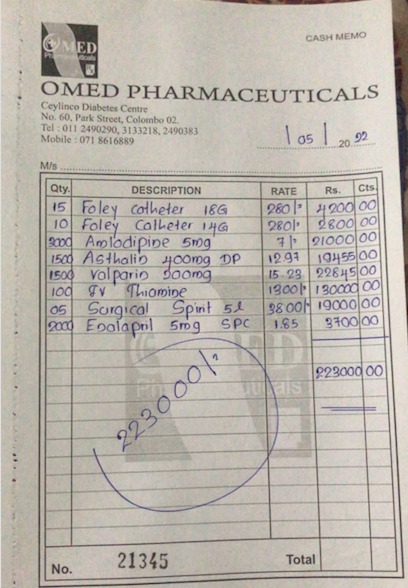 CASH MEMO
OMED
Pharmaceuticals
OMED PHARMACEUTICALS
Ceylinco Diabetes Centre
No. 60, Park Street, Colombo 02.
Tel : 011 2490290, 3133218, 2490383
Mobile : 071 8616889
| 05 | 20 22
M/s
Qty. DESCRIPTION RATE Rs. Cts.
15 Foley Catheter 18G 280/- 4200 00
10 Foley Catheter 14G 280/- 2800 00
3000 Amlodipine 5mg 7/- 21000 00
1500 Asthalin 400mg DP 12.97 19455 00
1500 Valparin 200mg 15.23 22845 00
100 IV Thiamine 1300/- 130000 00
05 Surgical Spirit 5l 3800/- 19000 00
2000 Enalapril 5mg SPC 1.85 3700 00
223000 00
223000/-
No. 21345 Total